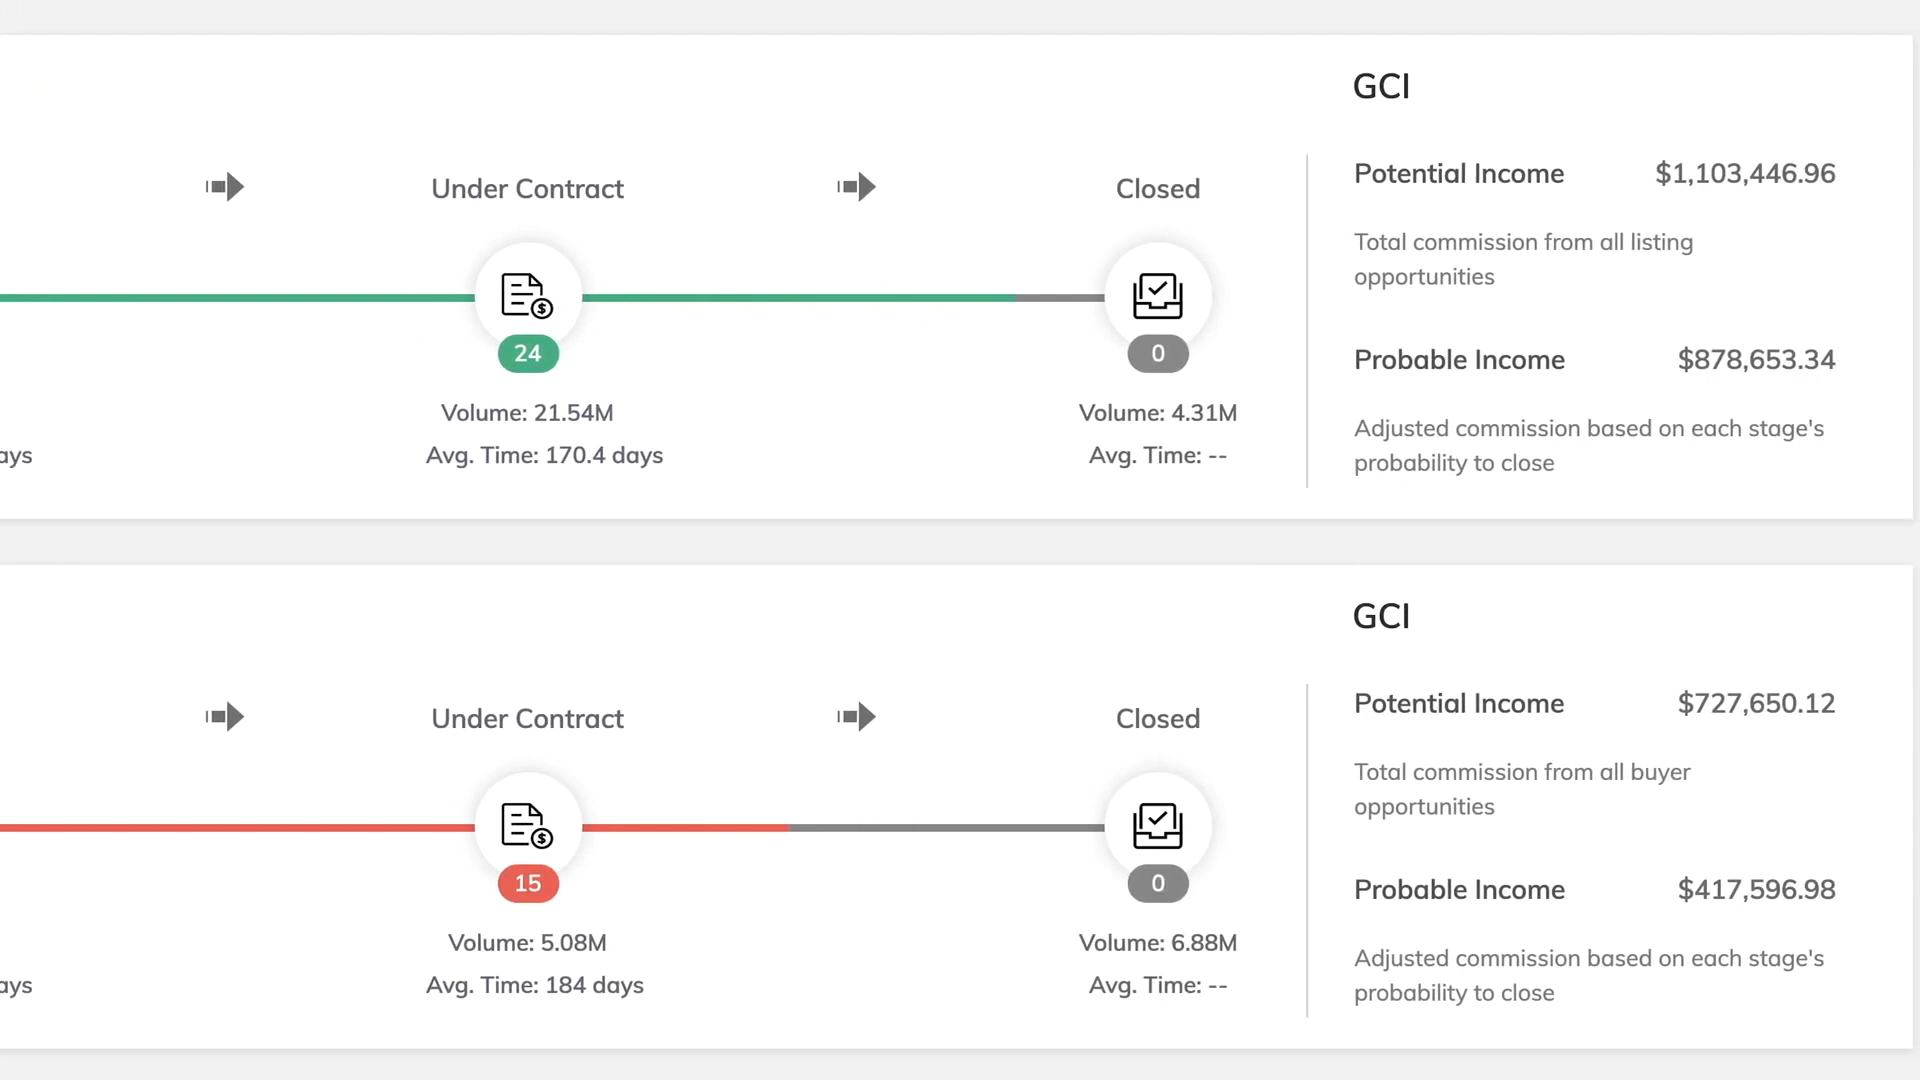 GCI
Under Contract
Closed
Potential Income $1,103,446.96
Total commission from all listing
opportunities
24
0
Probable Income $878,653.34
Volume: 21.54M
Volume: 4.31M
Adjusted commission based on each stage's
probability to close
ays
Avg. Time: 170.4 days
Avg. Time: --
GCI
Under Contract
Closed
Potential Income $727,650.12
Total commission from all buyer
opportunities
15
0
Probable Income $417,596.98
Volume: 5.08M
Volume: 6.88M
Adjusted commission based on each stage's
probability to close
ays
Avg. Time: 184 days
Avg. Time: --